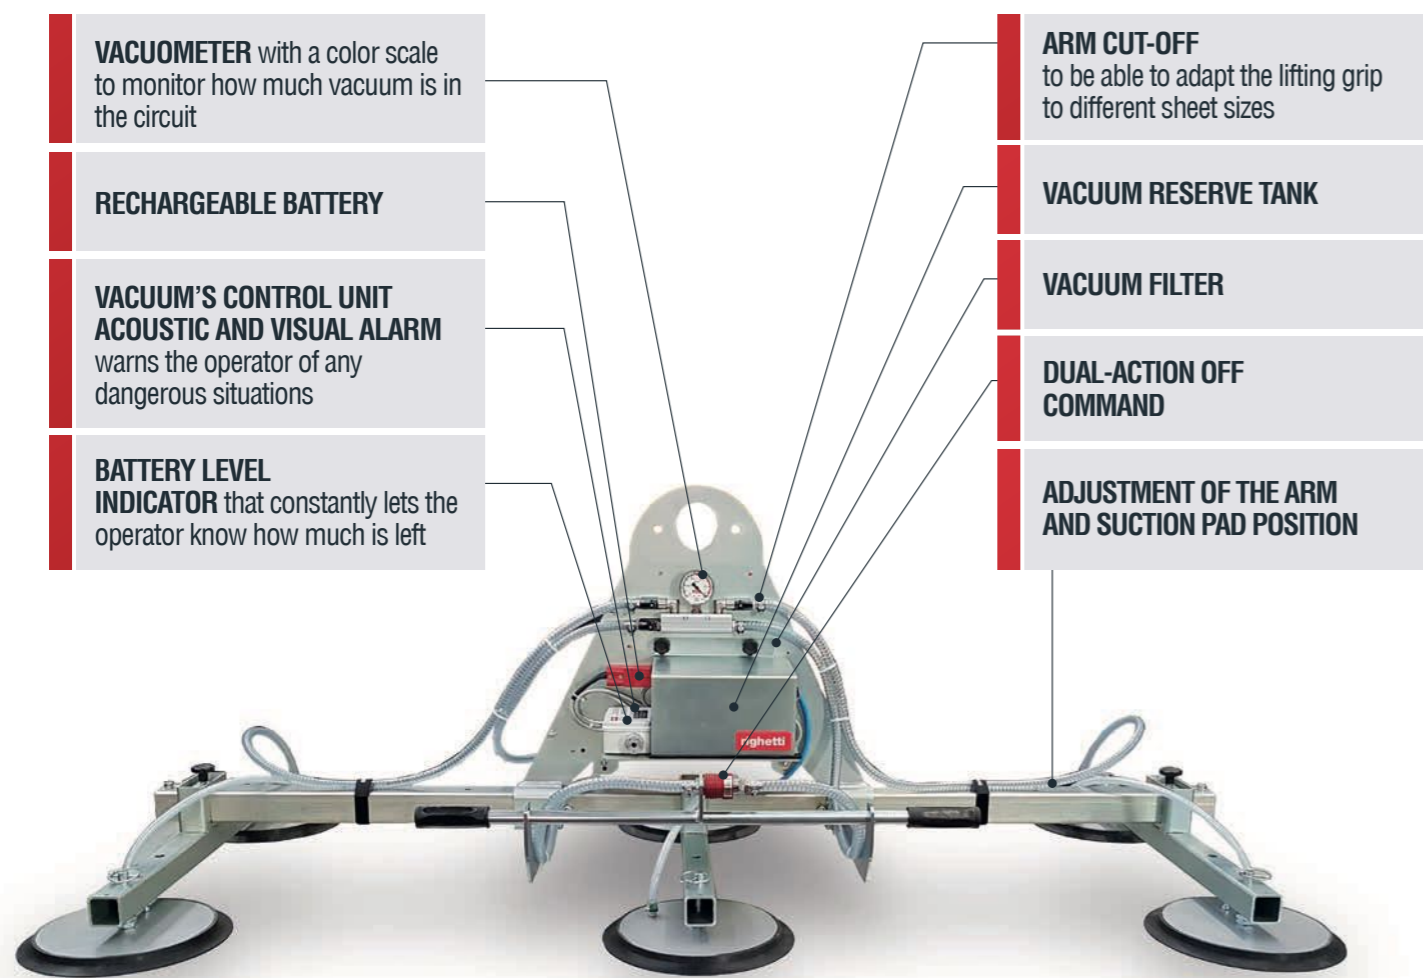 VACUOMETER with a color scale
to monitor how much vacuum is in
the circuit
RECHARGEABLE BATTERY
VACUUM'S CONTROL UNIT
ACOUSTIC AND VISUAL ALARM
warns the operator of any
dangerous situations
BATTERY LEVEL
INDICATOR that constantly lets the
operator know how much is left
ARM CUT-OFF
to be able to adapt the lifting grip
to different sheet sizes
VACUUM RESERVE TANK
VACUUM FILTER
DUAL-ACTION OFF
COMMAND
ADJUSTMENT OF THE ARM
AND SUCTION PAD POSITION
righetti